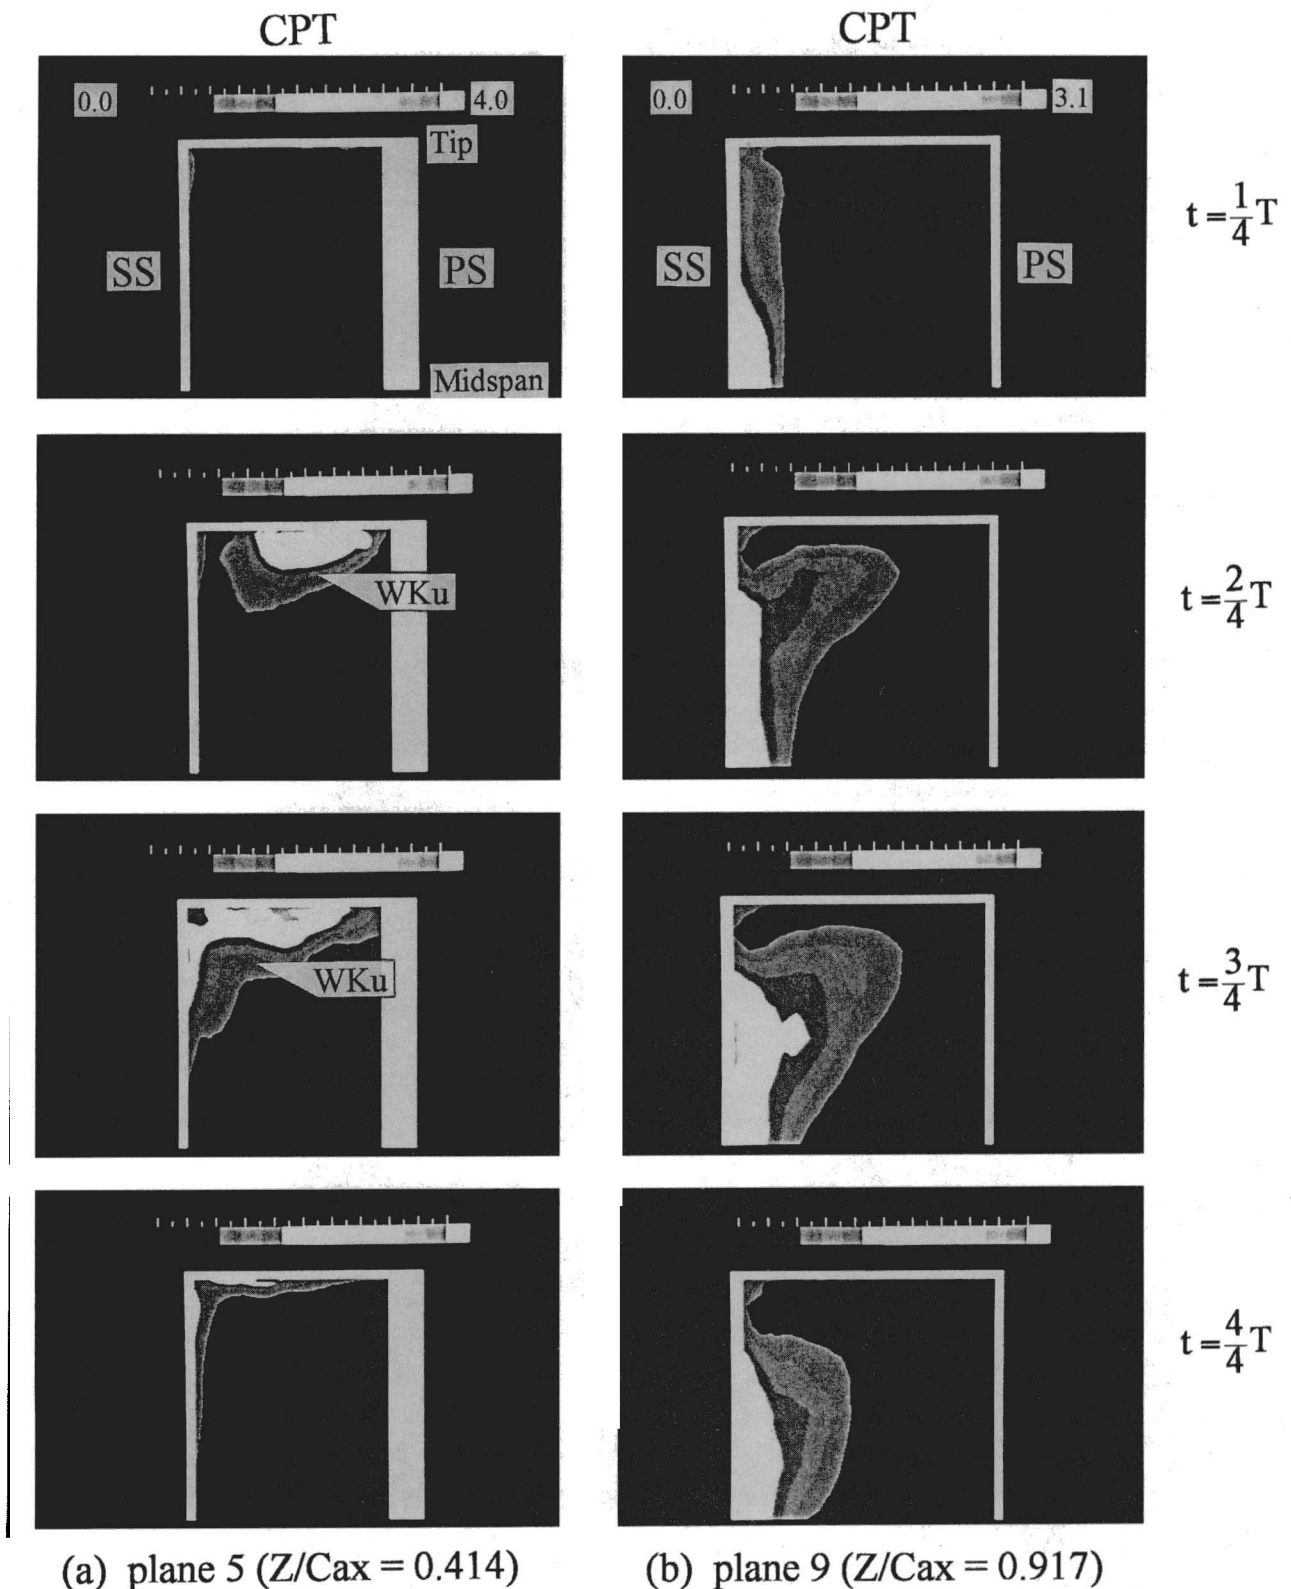 CPT CPT
0.0 4.0 0.0 3.1
Tip
t = 1/4 T
SS PS SS PS
Midspan
WKu
t = 2/4 T
WKu
t = 3/4 T
t = 4/4 T
(a) plane 5 (Z/Cax = 0.414) (b) plane 9 (Z/Cax = 0.917)